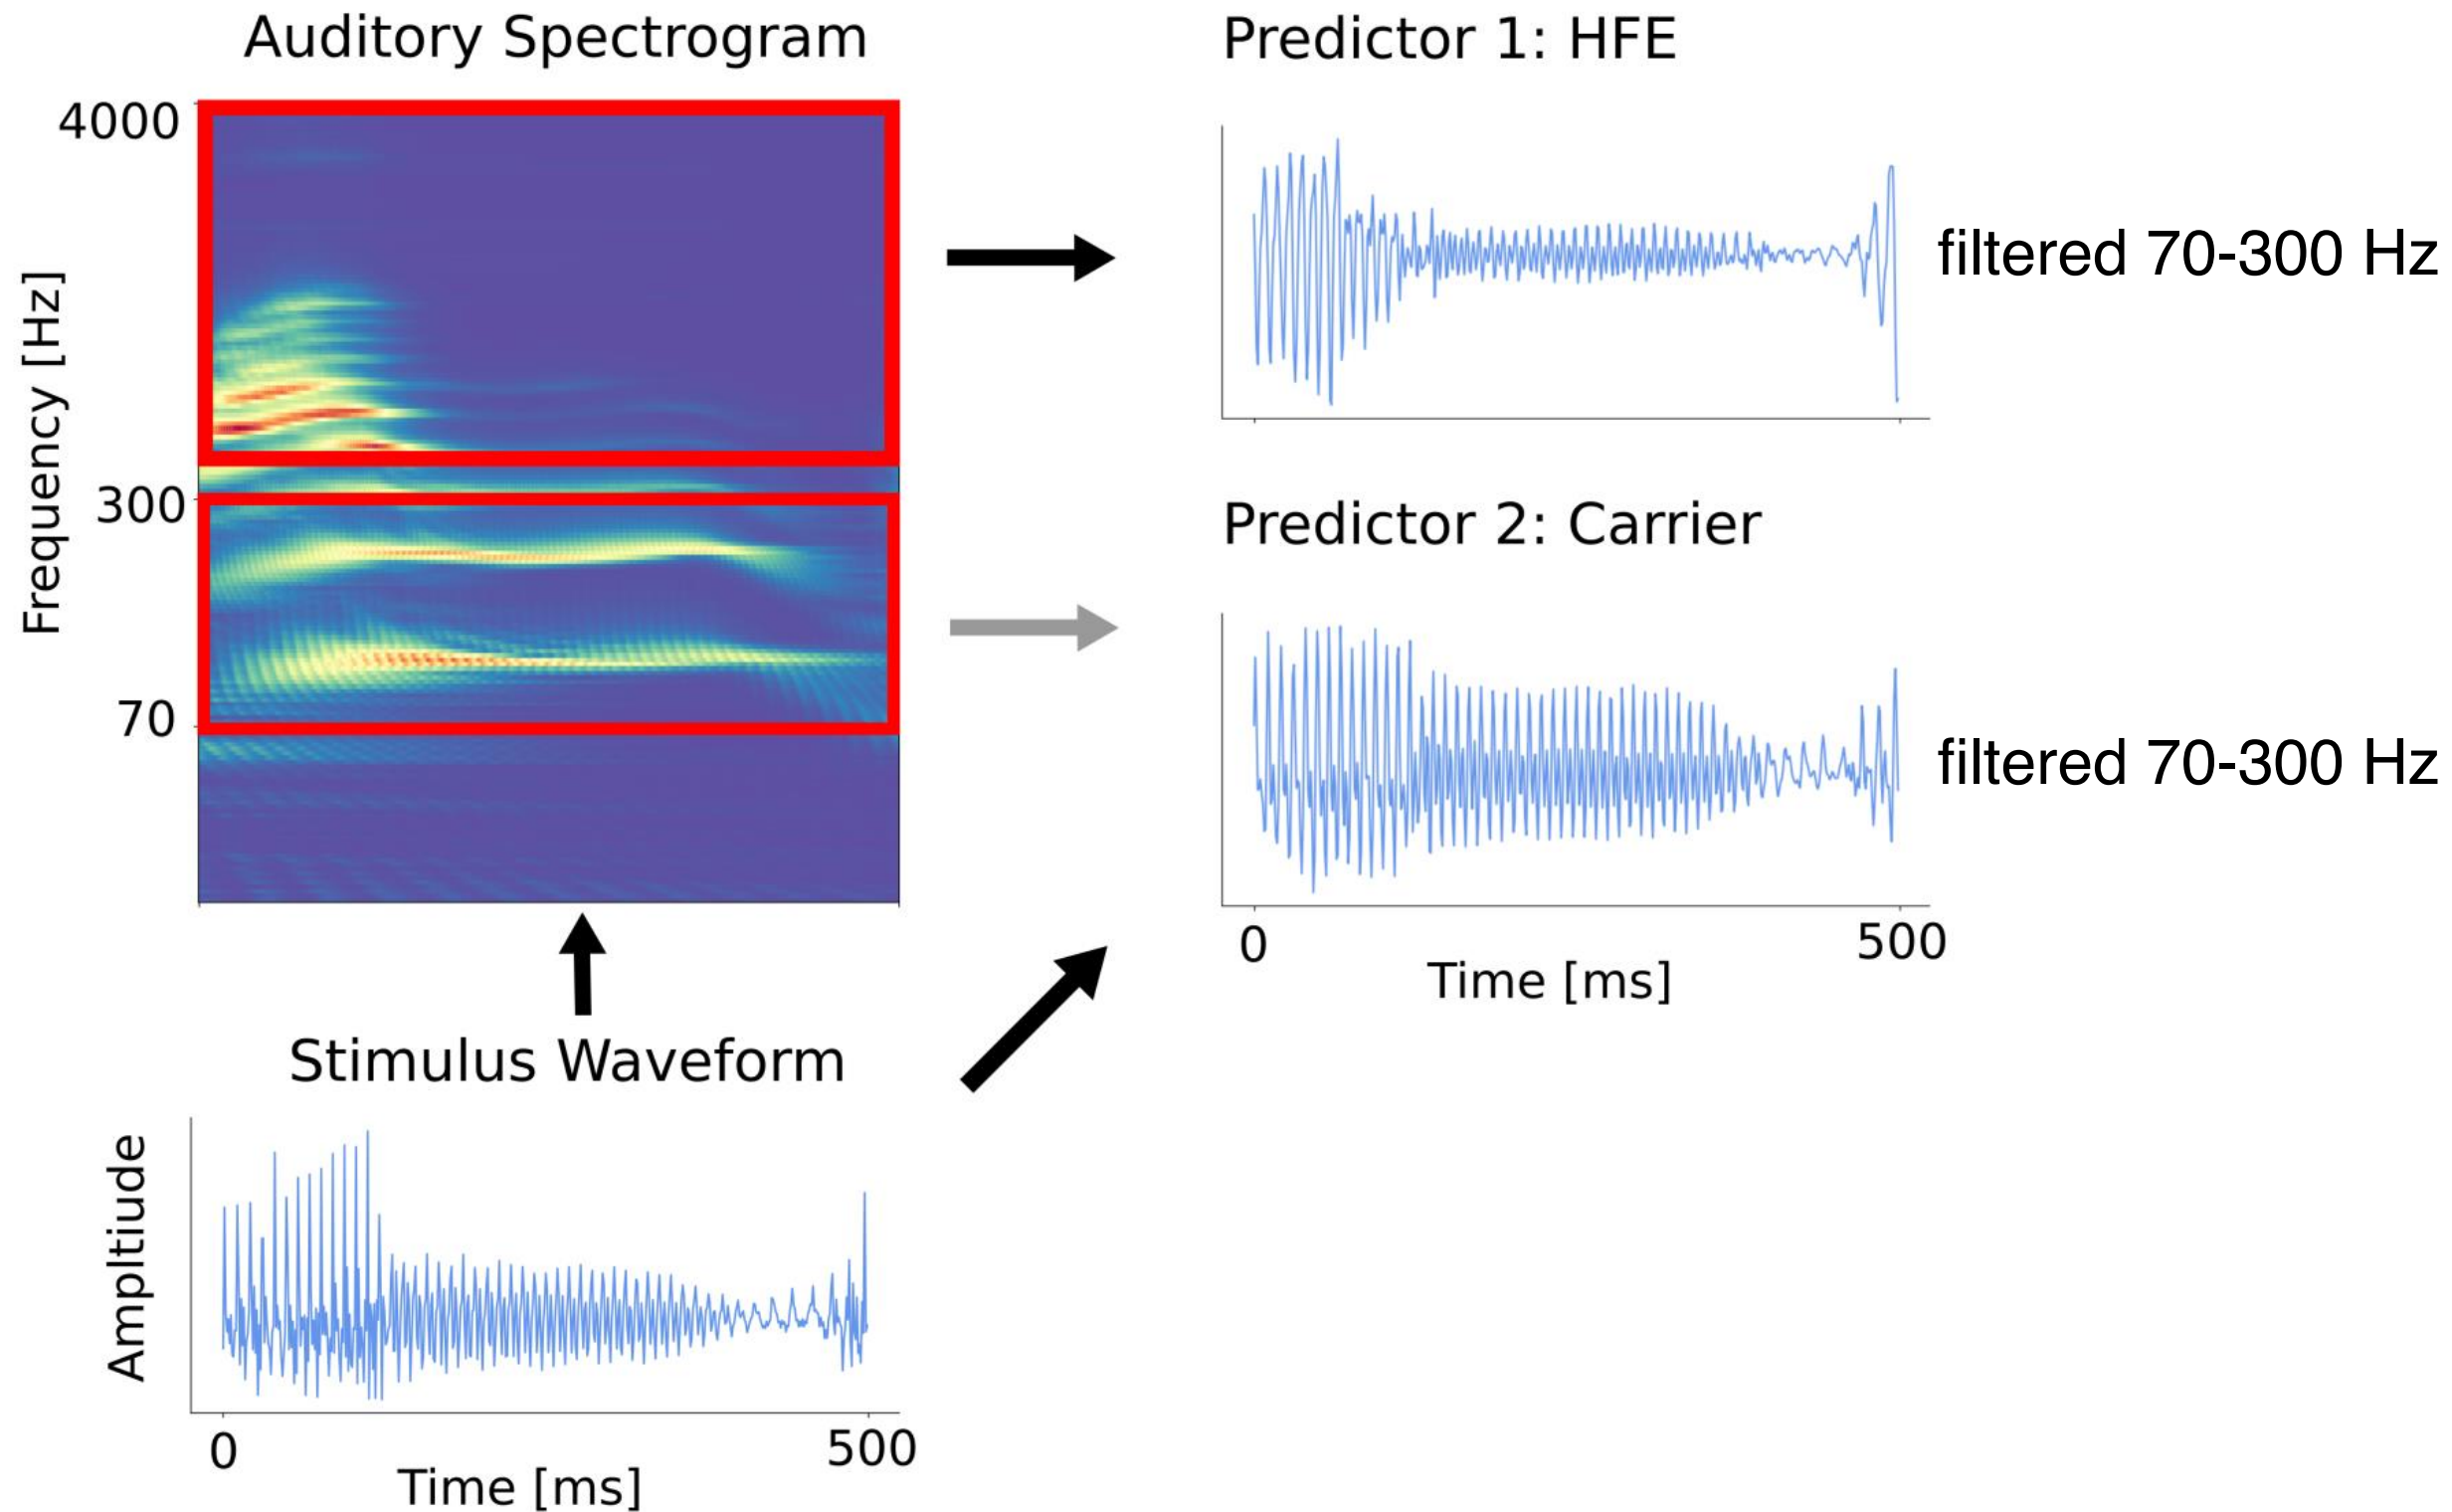 Auditory Spectrogram
4000
300
70
Frequency [Hz]
Predictor 1: HFE
filtered 70-300 Hz
Predictor 2: Carrier
filtered 70-300 Hz
0
500
Time [ms]
Stimulus Waveform
Ampltiude
0
500
Time [ms]